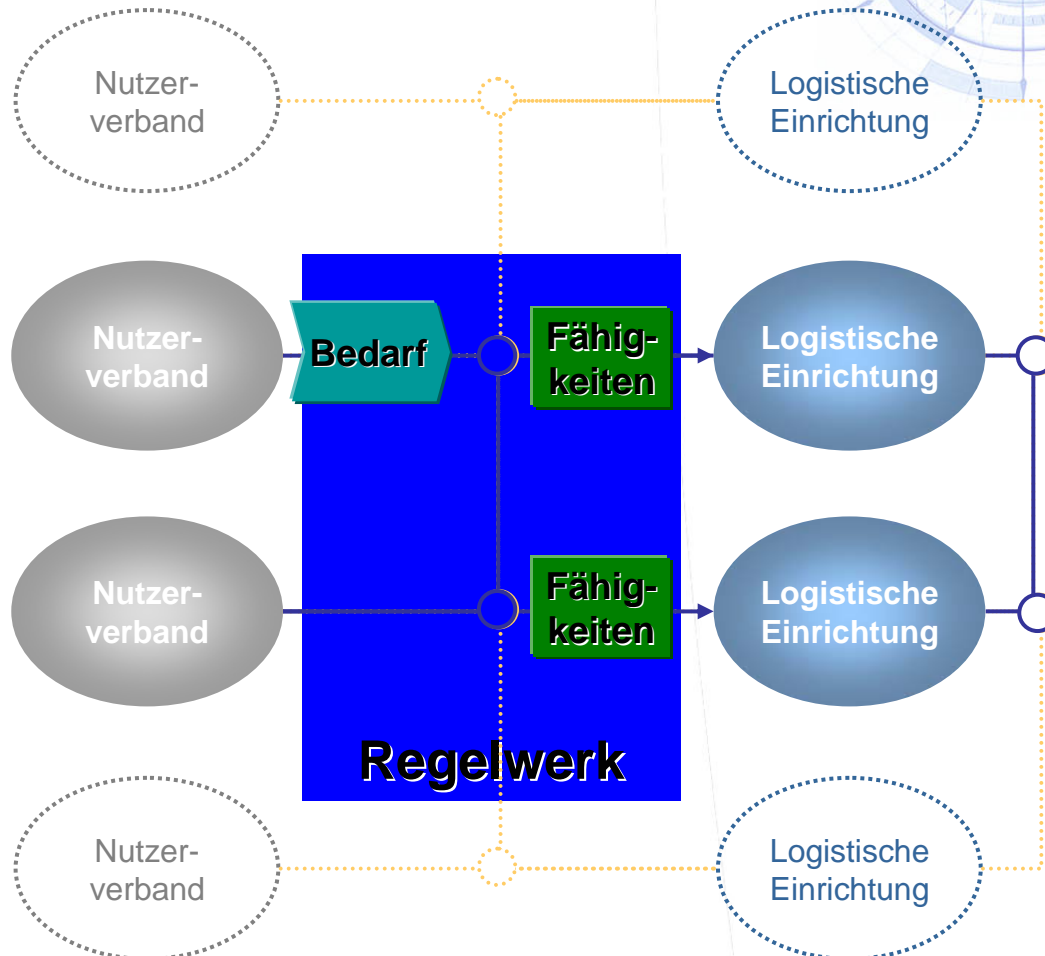 Nutzer-
verband
Logistische
Einrichtung
Nutzer-
verband
Bedarf
Fähig-
keiten
Logistische
Einrichtung
Nutzer-
verband
Fähig-
keiten
Logistische
Einrichtung
Regelwerk
Nutzer-
verband
Logistische
Einrichtung